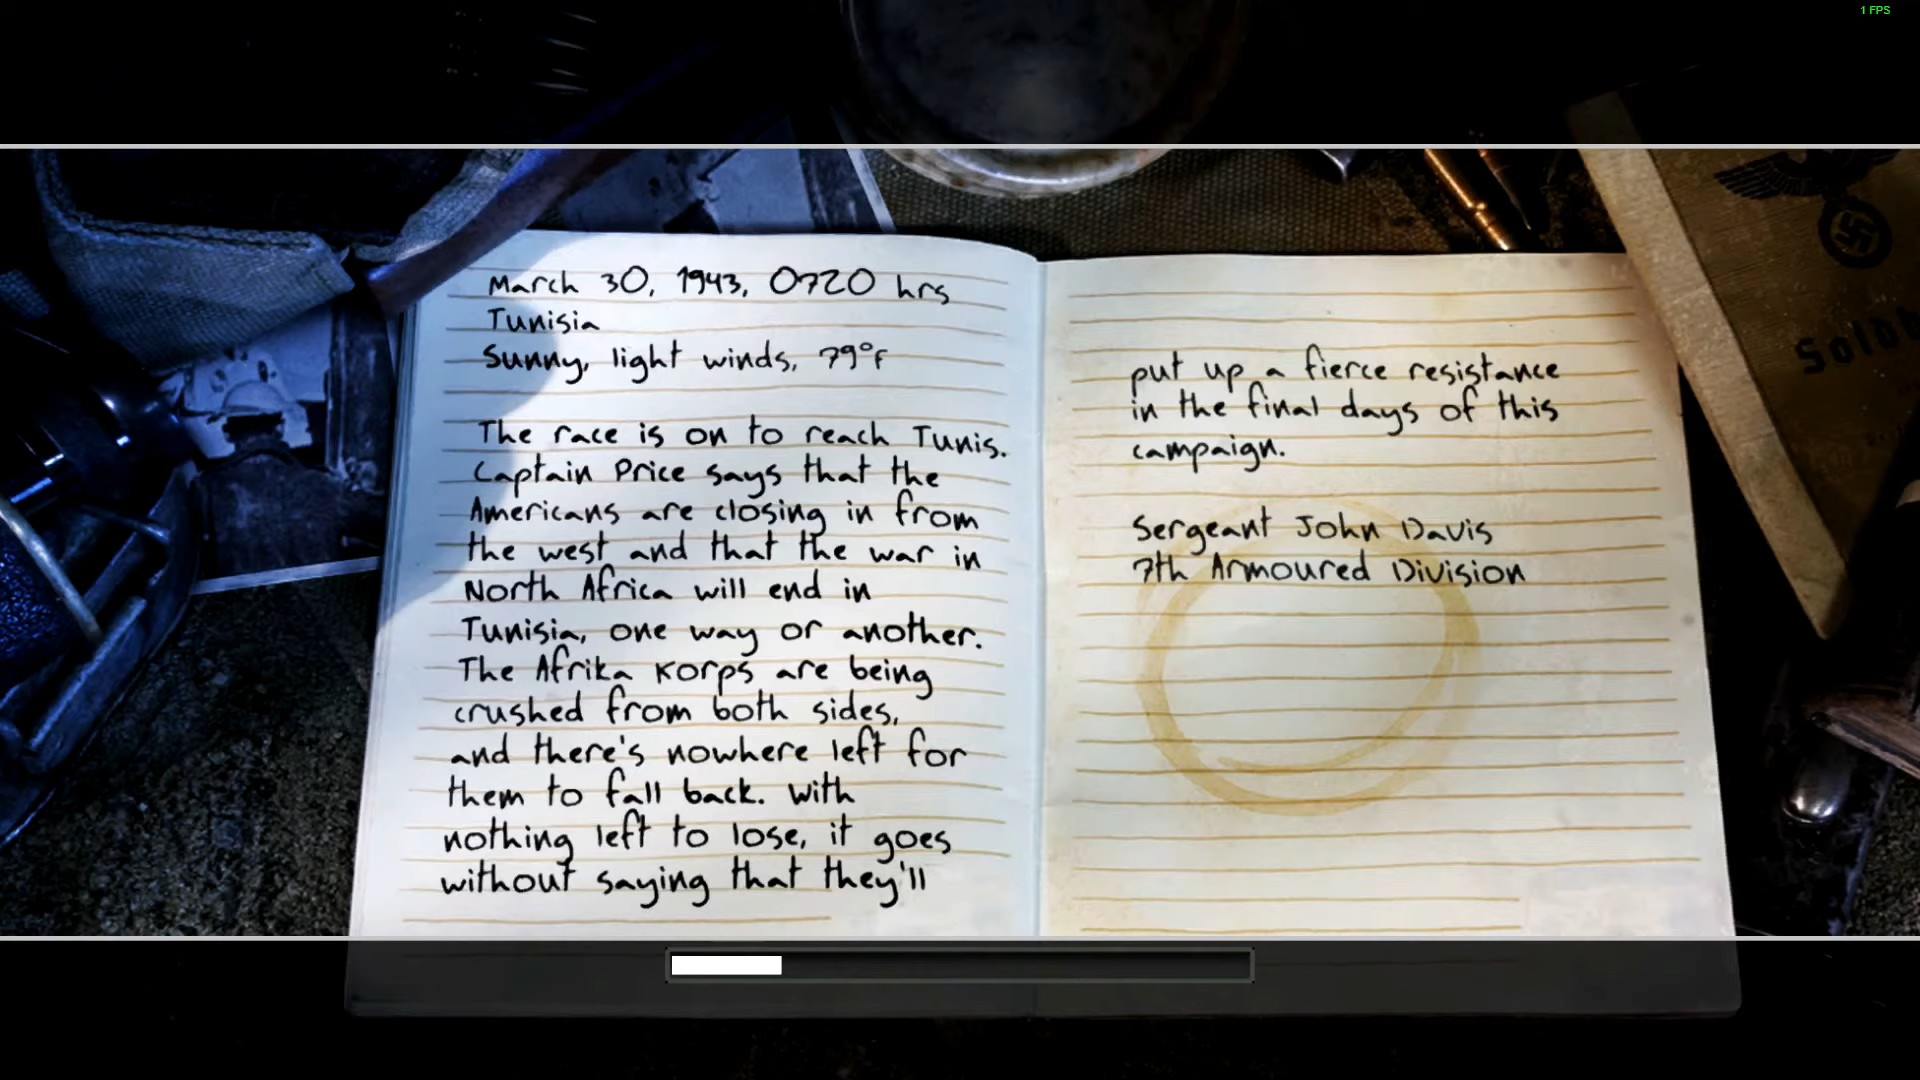 1 FPS
March 30, 1943, 0720 hrs
Tunisia
Sunny, light winds, 79°F
The race is on to reach Tunis.
Captain Price says that the
Americans are closing in from
the west and that the war in
North Africa will end in
Tunisia, one way or another.
The Afrika Korps are being
crushed from both sides,
and there's nowhere left for
them to fall back. With
nothing left to lose, it goes
without saying that they'll
put up a fierce resistance
in the final days of this
campaign.
Sergeant John Davis
7th Armoured Division